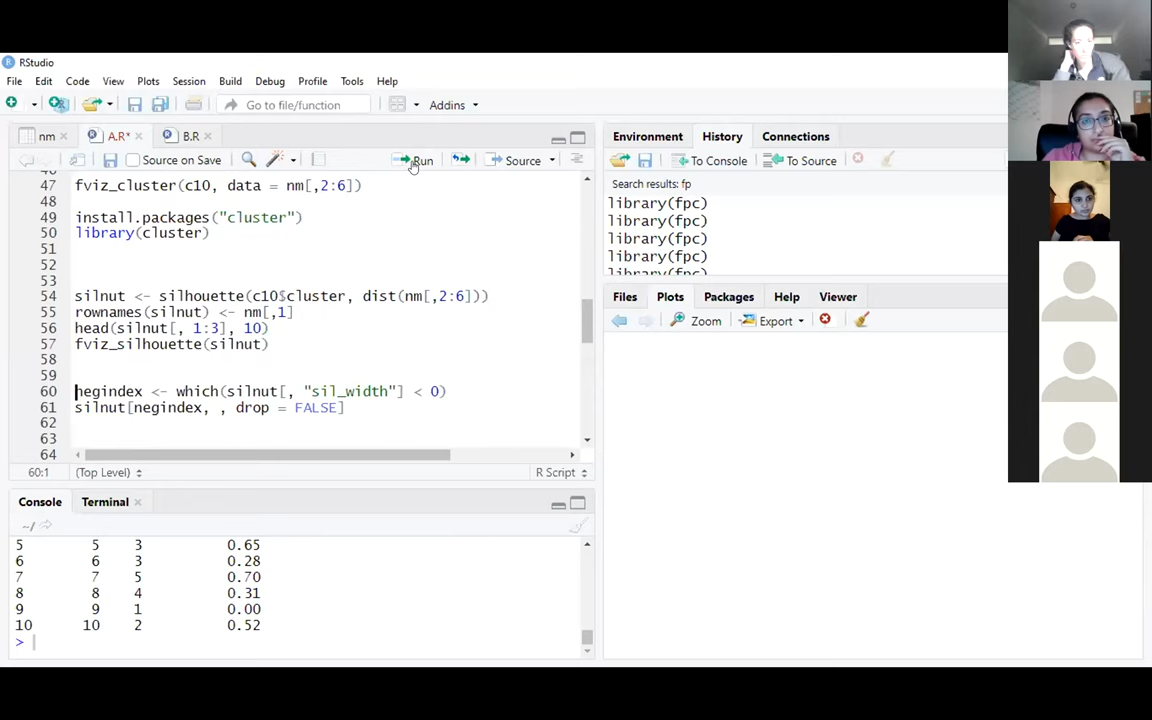 RStudio
File Edit Code View Plots Session Build Debug Profile Tools Help
Go to file/function Addins
nm A.R* B.R
Source on Save Run Source
47 fviz_cluster(c10, data = nm[,2:6])
48
49 install.packages("cluster")
50 library(cluster)
51
52
53
54 silnut <- silhouette(c10$cluster, dist(nm[,2:6]))
55 rownames(silnut) <- nm[,1]
56 head(silnut[, 1:3], 10)
57 fviz_silhouette(silnut)
58
59
60 negindex <- which(silnut[, "sil_width"] < 0)
61 silnut[negindex, , drop = FALSE]
62
63
64
60:1 (Top Level) R Script
Console Terminal
~/
5 5 3 0.65
6 6 3 0.28
7 7 5 0.70
8 8 4 0.31
9 9 1 0.00
10 10 2 0.52
>
Environment History Connections
To Console To Source
Search results: fp
library(fpc)
library(fpc)
library(fpc)
library(fpc)
library(fpc)
Files Plots Packages Help Viewer
Zoom Export